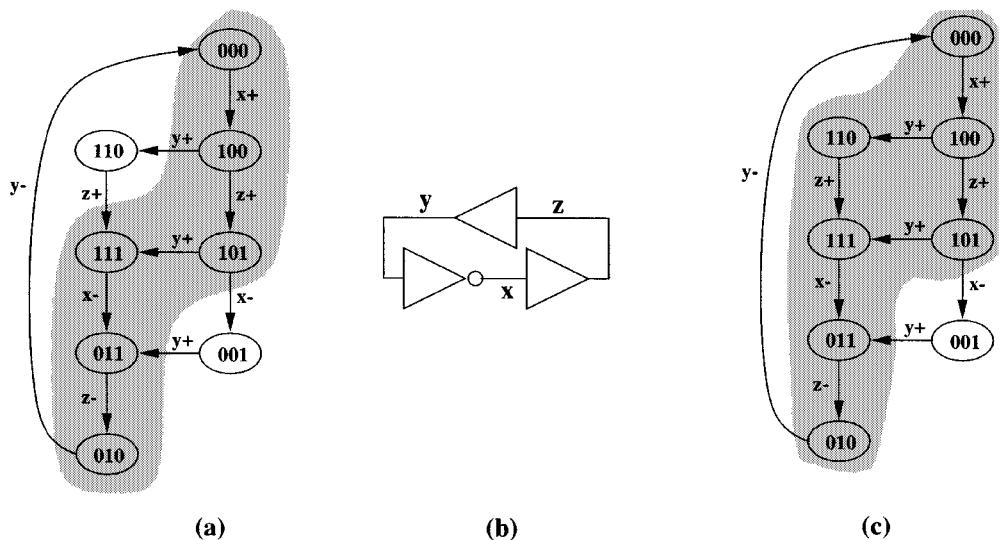 000
x+
110
y+
100
y-
z+
z+
111
y+
101
x-
x-
011
y+
001
z-
010
(a)
y
z
x
(b)
000
x+
110
y+
100
y-
z+
z+
111
y+
101
x-
x-
011
y+
001
z-
010
(c)